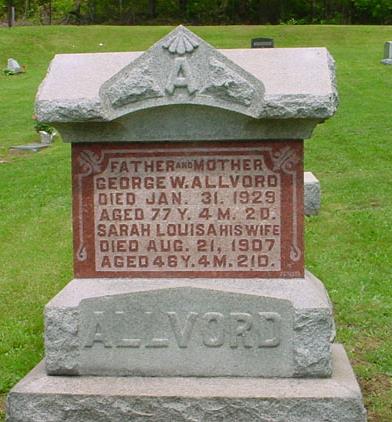 A
FATHER AND MOTHER
GEORGE W. ALLVORD
DIED JAN. 31. 1929
AGED 77 Y. 4 M. 2 D.
SARAH LOUISA HIS WIFE
DIED AUG. 21, 1907
AGED 46 Y. 4 M. 21 D.
ALLVORD